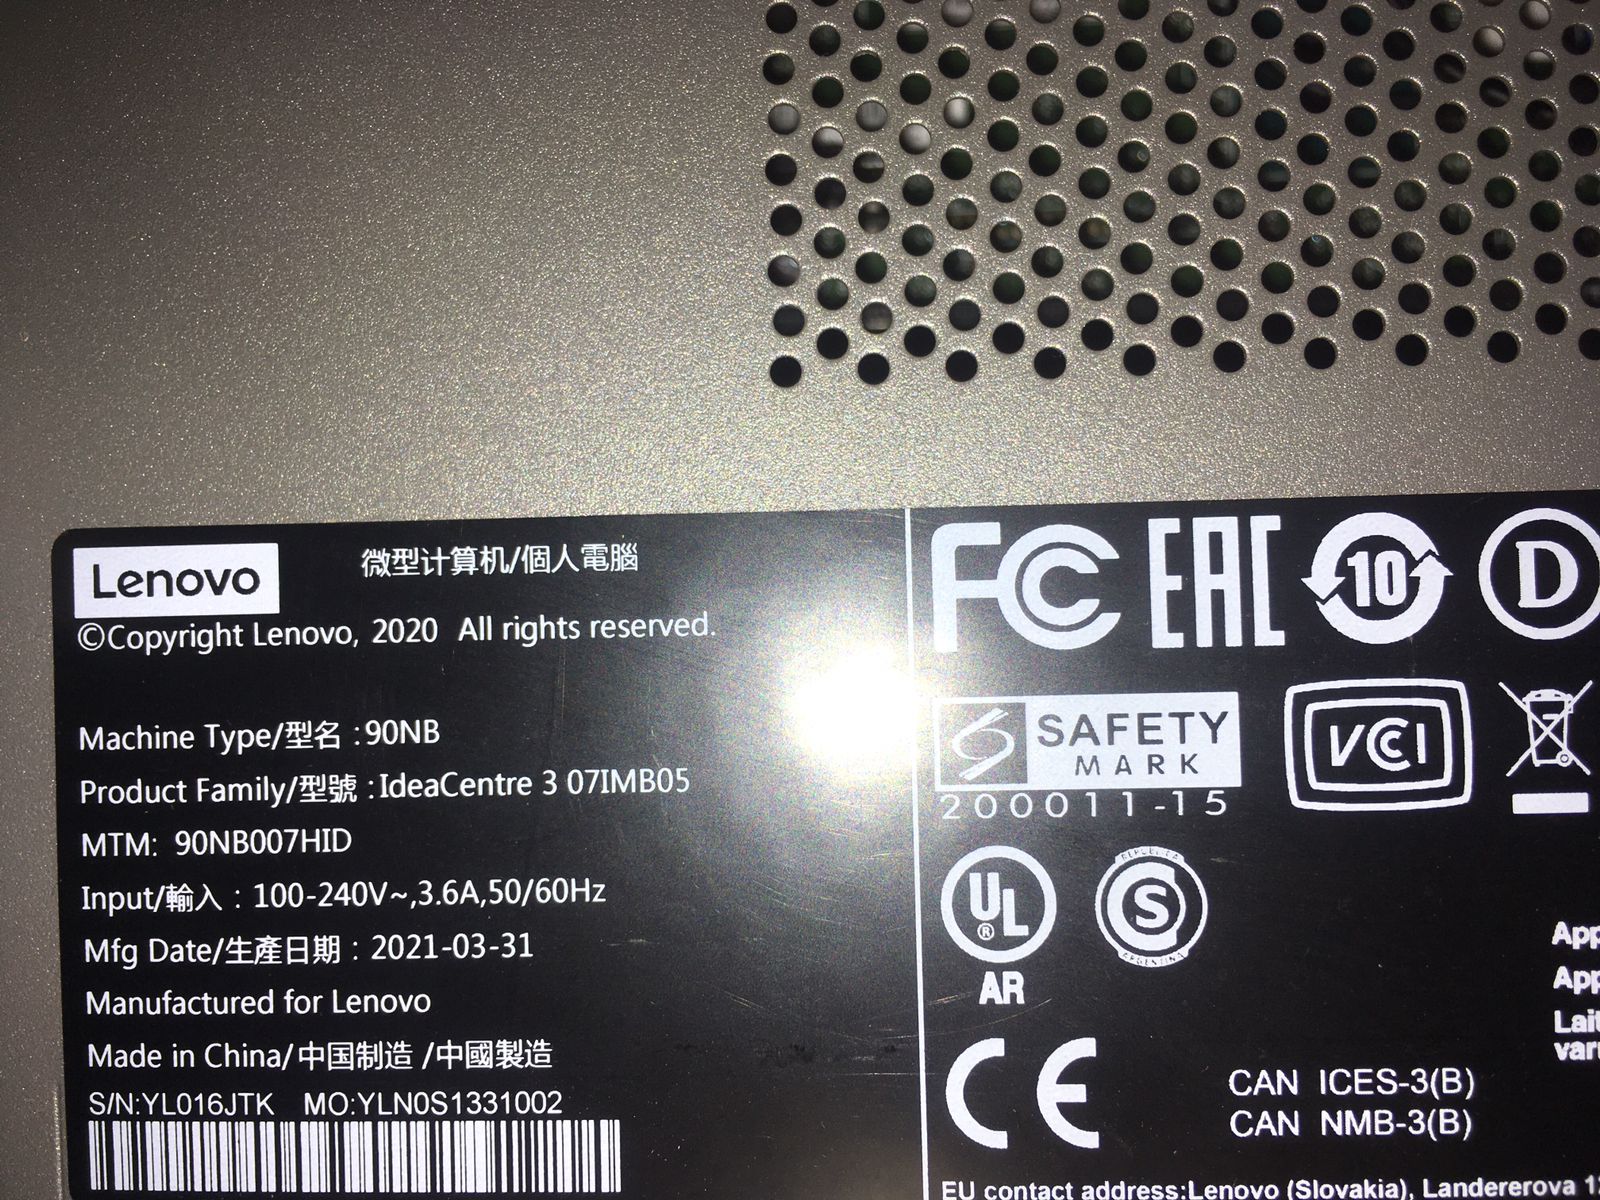 Lenovo
微型计算机/個人電腦
©Copyright Lenovo, 2020 All rights reserved.
Machine Type/型名 :90NB
Product Family/型號 :IdeaCentre 3 07IMB05
MTM: 90NB007HID
Input/輸入 : 100-240V~,3.6A,50/60Hz
Mfg Date/生產日期 : 2021-03-31
Manufactured for Lenovo
Made in China/中国制造 /中國製造
S/N:YL016JTK MO:YLN0S1331002
FC EAC 10 D
SAFETY
MARK
200011-15
VCI
UL
®
AR
REPUBLICA
S
ARGENTINA
CE
CAN ICES-3(B)
CAN NMB-3(B)
EU contact address:Lenovo (Slovakia), Landererova